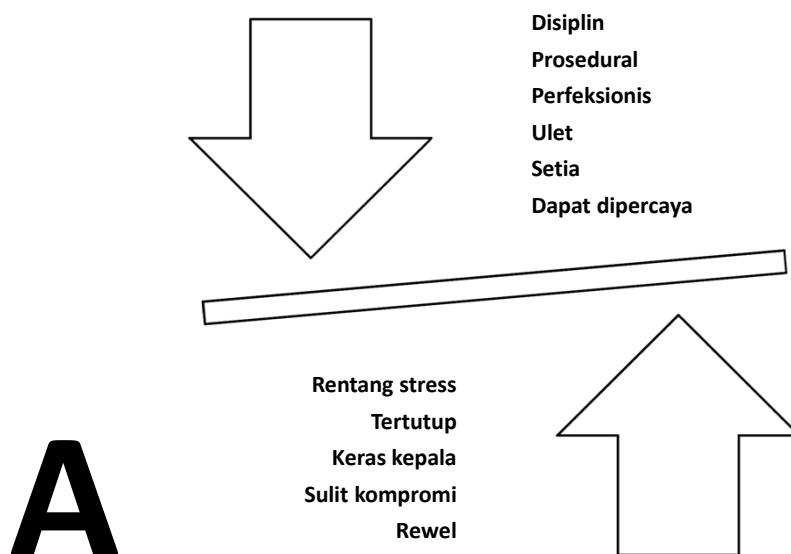 Disiplin
Prosedural
Perfeksionis
Ulet
Setia
Dapat dipercaya
Rentang stress
Tertutup
Keras kepala
Sulit kompromi
Rewel
A